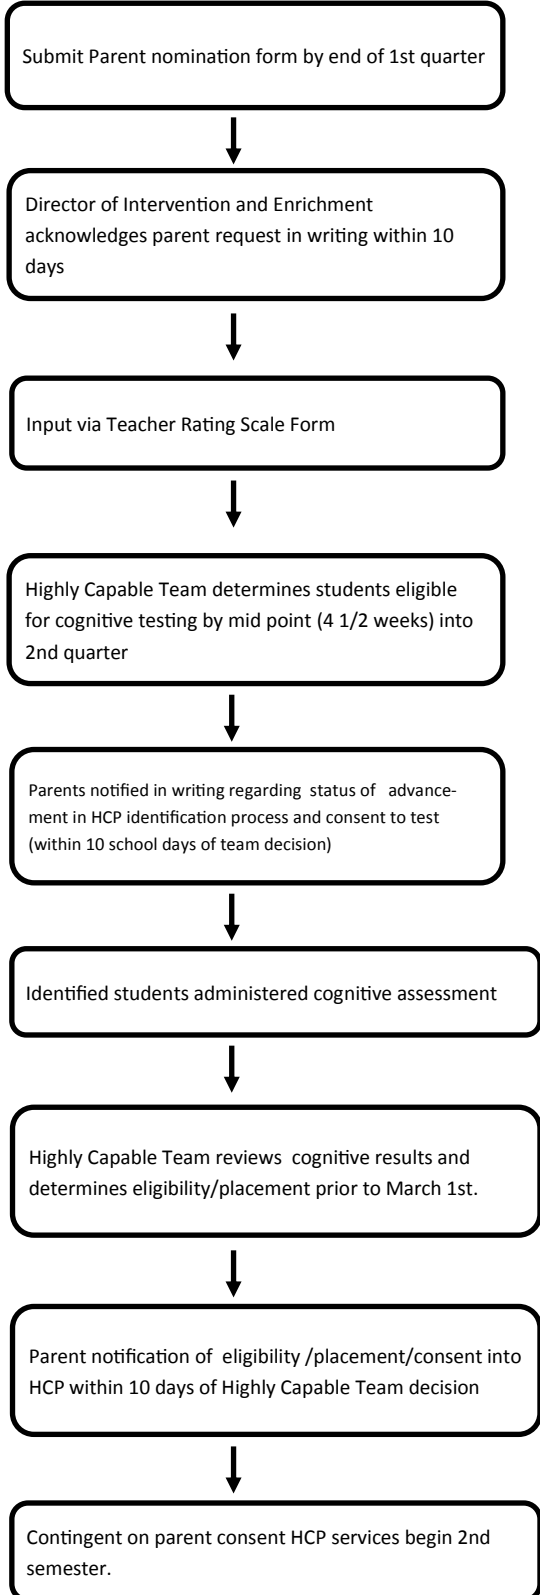 Submit Parent nomination form by end of 1st quarter
Director of Intervention and Enrichment
acknowledges parent request in writing within 10
days
Input via Teacher Rating Scale Form
Highly Capable Team determines students eligible
for cognitive testing by mid point (4 1/2 weeks) into
2nd quarter
Parents notified in writing regarding status of advance-
ment in HCP identification process and consent to test
(within 10 school days of team decision)
Identified students administered cognitive assessment
Highly Capable Team reviews cognitive results and
determines eligibility/placement prior to March 1st.
Parent notification of eligibility /placement/consent into
HCP within 10 days of Highly Capable Team decision
Contingent on parent consent HCP services begin 2nd
semester.